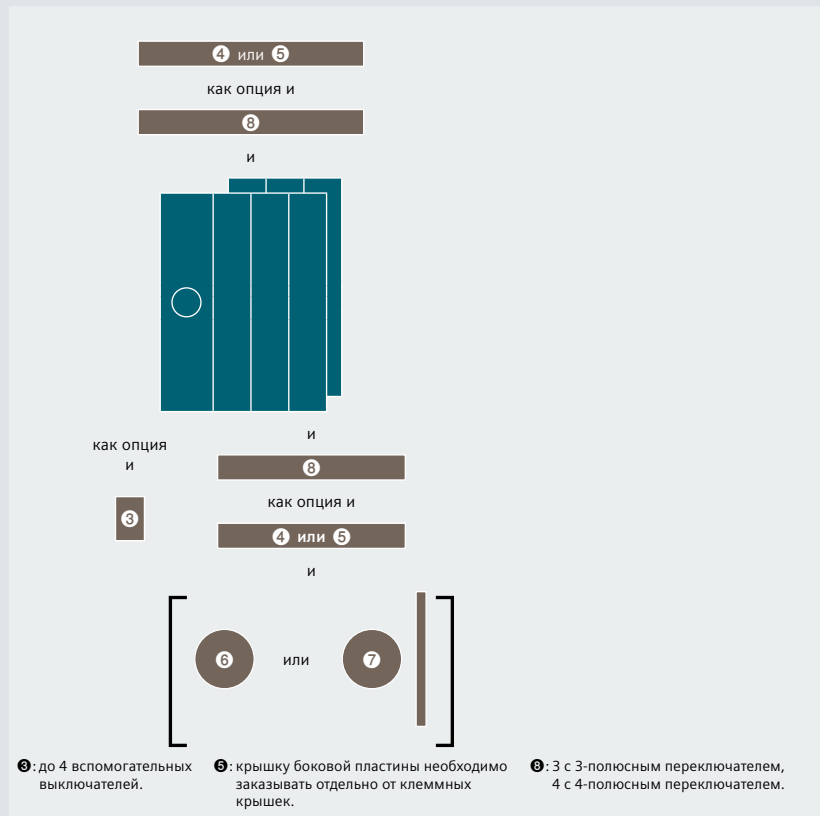 ❹ или ❺
как опция и
❽
и
и
как опция
и
❽
как опция и
❸
❹ или ❺
и
❻ или ❼
❸: до 4 вспомогательных
выключателей.
❺: крышку боковой пластины необходимо
заказывать отдельно от клеммных
крышек.
❽: 3 с 3-полюсным переключателем,
4 с 4-полюсным переключателем.